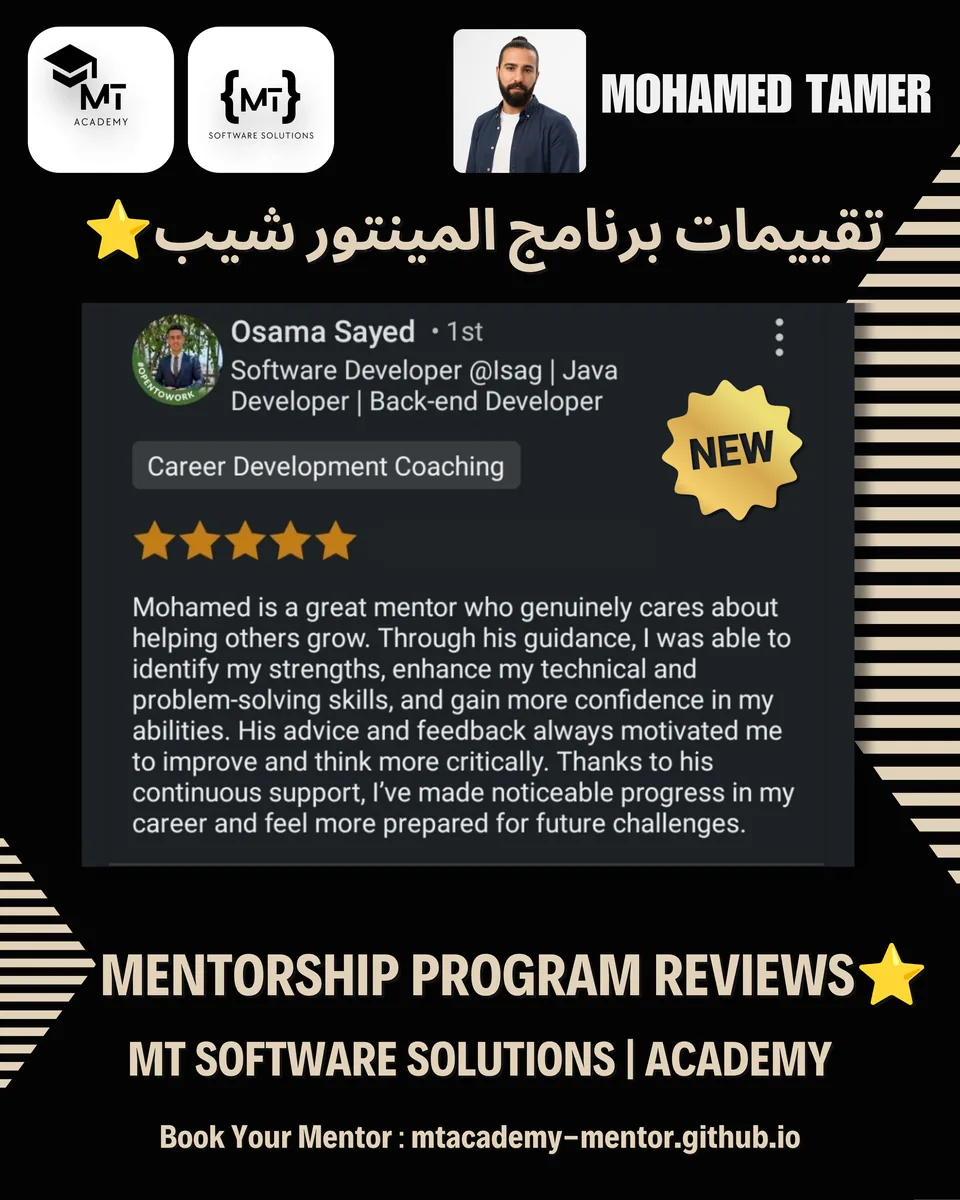 MT
ACADEMY
{MT}
SOFTWARE SOLUTIONS
MOHAMED TAMER
تقييمات برنامج المينتور شيب⭐
Osama Sayed • 1st
Software Developer @Isag | Java
Developer | Back-end Developer
#OPENTOWORK
NEW
Career Development Coaching
Mohamed is a great mentor who genuinely cares about
helping others grow. Through his guidance, I was able to
identify my strengths, enhance my technical and
problem-solving skills, and gain more confidence in my
abilities. His advice and feedback always motivated me
to improve and think more critically. Thanks to his
continuous support, I’ve made noticeable progress in my
career and feel more prepared for future challenges.
MENTORSHIP PROGRAM REVIEWS⭐
MT SOFTWARE SOLUTIONS | ACADEMY
Book Your Mentor : mtacademy-mentor.github.io